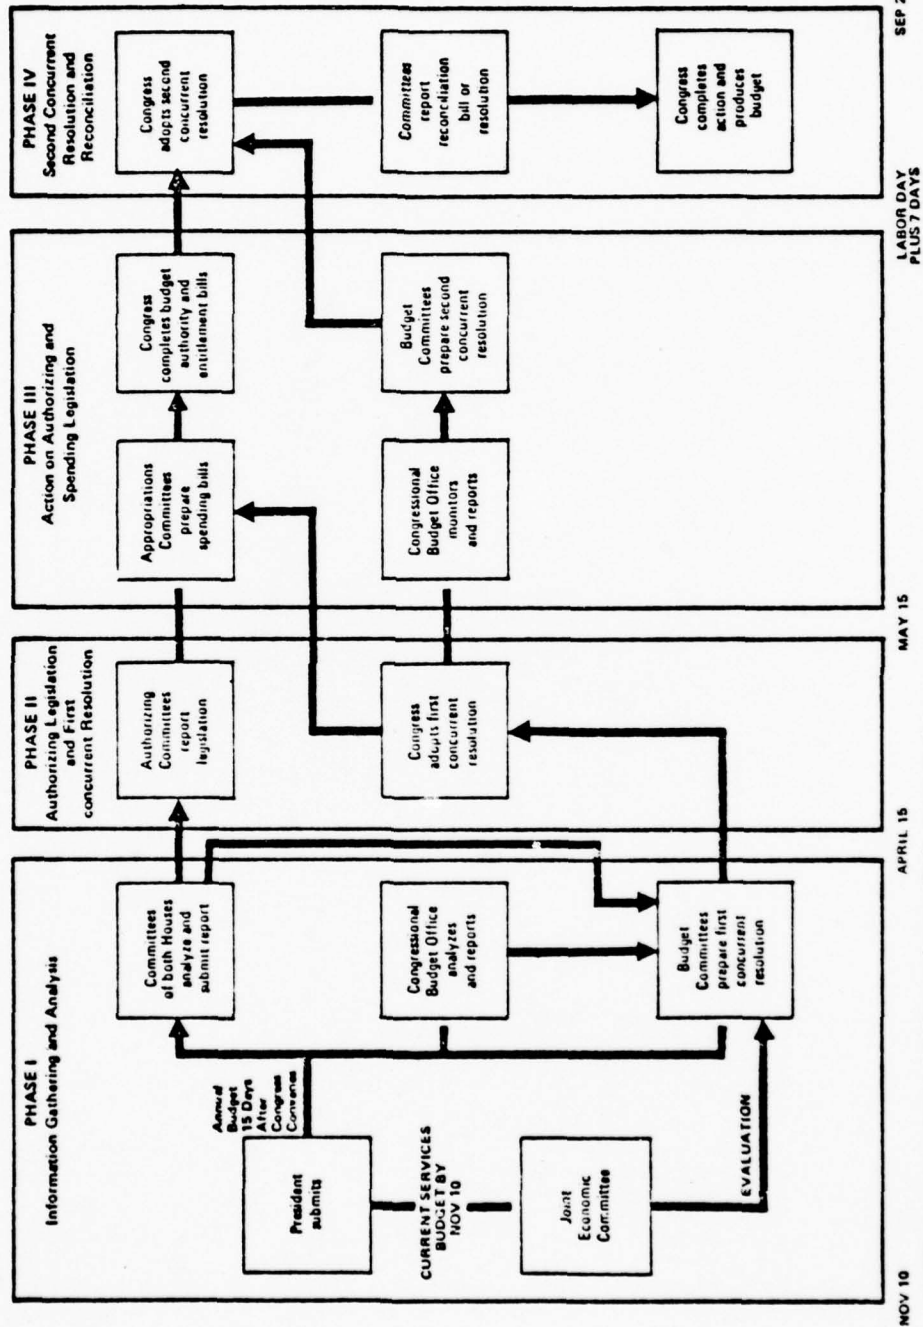 PHASE I
Information Gathering and Analysis
President
submits
Annual
Budget
15 Days
After
Congress
Convenes
CURRENT SERVICES
BUDGET BY
NOV 10
Joint
Economic
Committee
EVALUATION
Committees
of both Houses
analyze and
submit report
Congressional
Budget Office
analyzes
and reports
Budget
Committees
prepare first
concurrent
resolution
PHASE II
Authorizing Legislation
and First
concurrent Resolution
Authorizing
Committees
report
legislation
Congress
adopts first
concurrent
resolution
PHASE III
Action on Authorizing and
Spending Legislation
Appropriations
Committees
prepare
spending bills
Congress
completes budget
authority and
entitlement bills
Congressional
Budget Office
monitors
and reports
Budget
Committees
prepare second
concurrent
resolution
PHASE IV
Second Concurrent
Resolution and
Reconciliation
Congress
adopts second
concurrent
resolution
Committees
report
reconciliation
bill or
resolution
Congress
completes
action and
produces
budget
NOV 10
APRIL 15
MAY 15
LABOR DAY
PLUS 7 DAYS
SEP 2